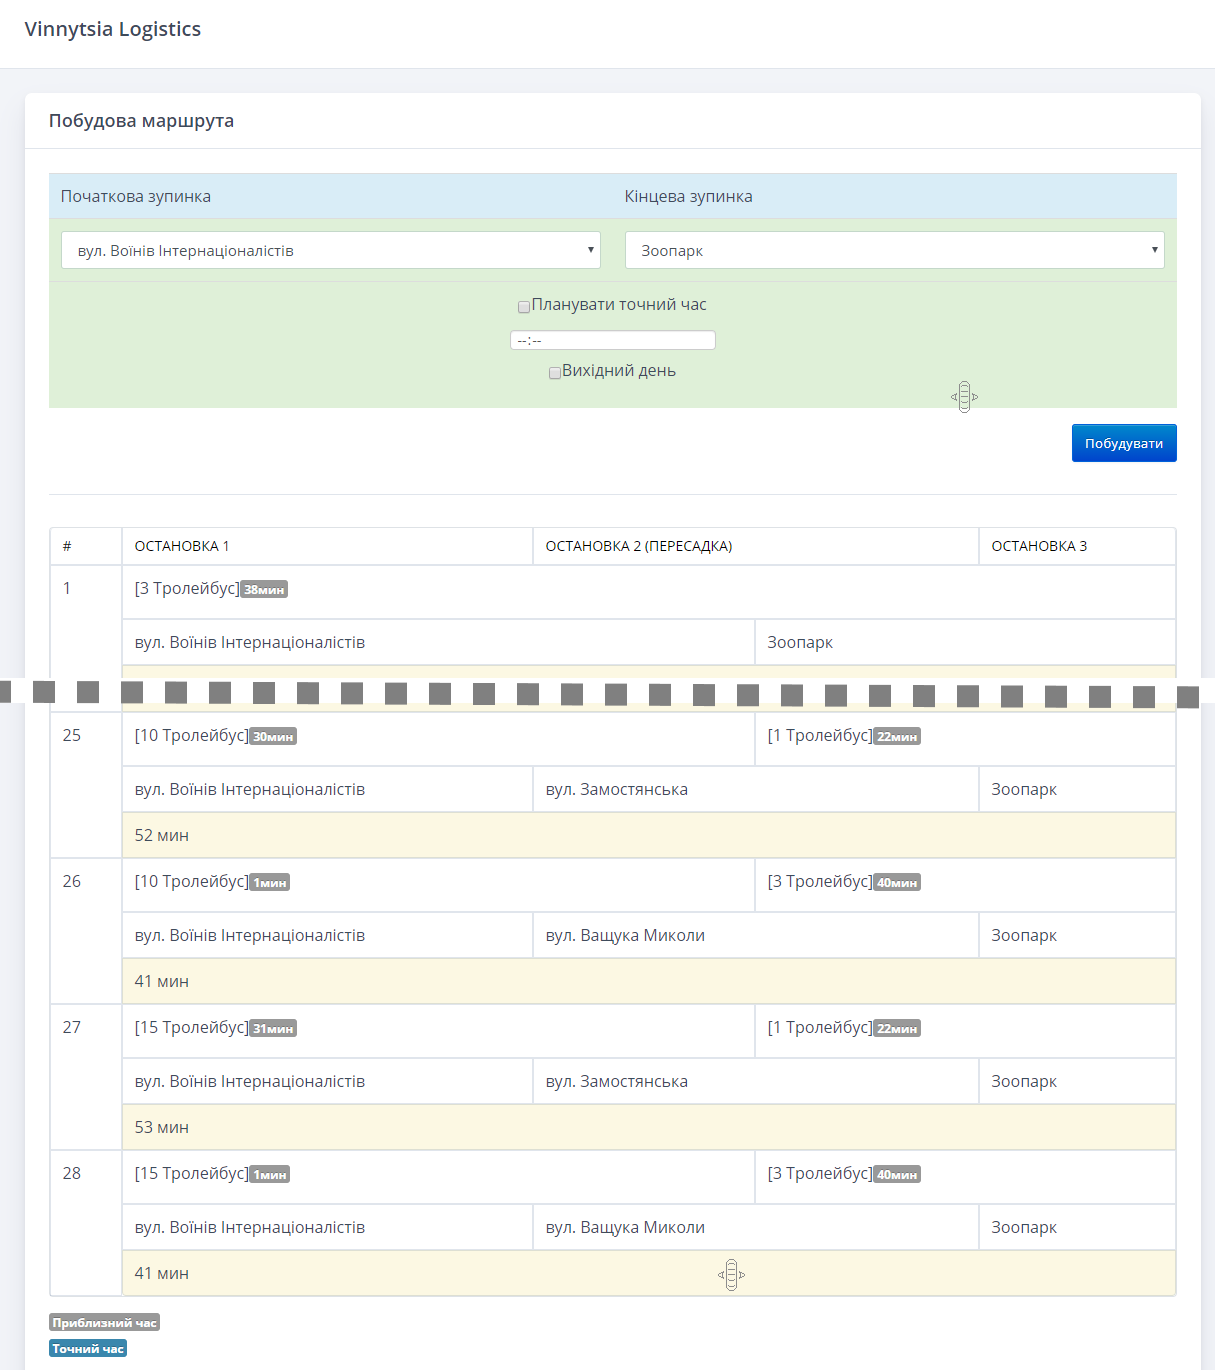 Vinnytsia Logistics
Побудова маршрута
Початкова зупинка Кінцева зупинка
вул. Воїнів Інтернаціоналістів Зоопарк
Планувати точний час
--:--
Вихідний день
Побудувати
# ОСТАНОВКА 1 ОСТАНОВКА 2 (ПЕРЕСАДКА) ОСТАНОВКА 3
1 [3 Тролейбус] 38мин
вул. Воїнів Інтернаціоналістів Зоопарк
25 [10 Тролейбус] 30мин [1 Тролейбус] 22мин
вул. Воїнів Інтернаціоналістів вул. Замостянська Зоопарк
52 мин
26 [10 Тролейбус] 1мин [3 Тролейбус] 40мин
вул. Воїнів Інтернаціоналістів вул. Ващука Миколи Зоопарк
41 мин
27 [15 Тролейбус] 31мин [1 Тролейбус] 22мин
вул. Воїнів Інтернаціоналістів вул. Замостянська Зоопарк
53 мин
28 [15 Тролейбус] 1мин [3 Тролейбус] 40мин
вул. Воїнів Інтернаціоналістів вул. Ващука Миколи Зоопарк
41 мин
Приблизний час
Точний час